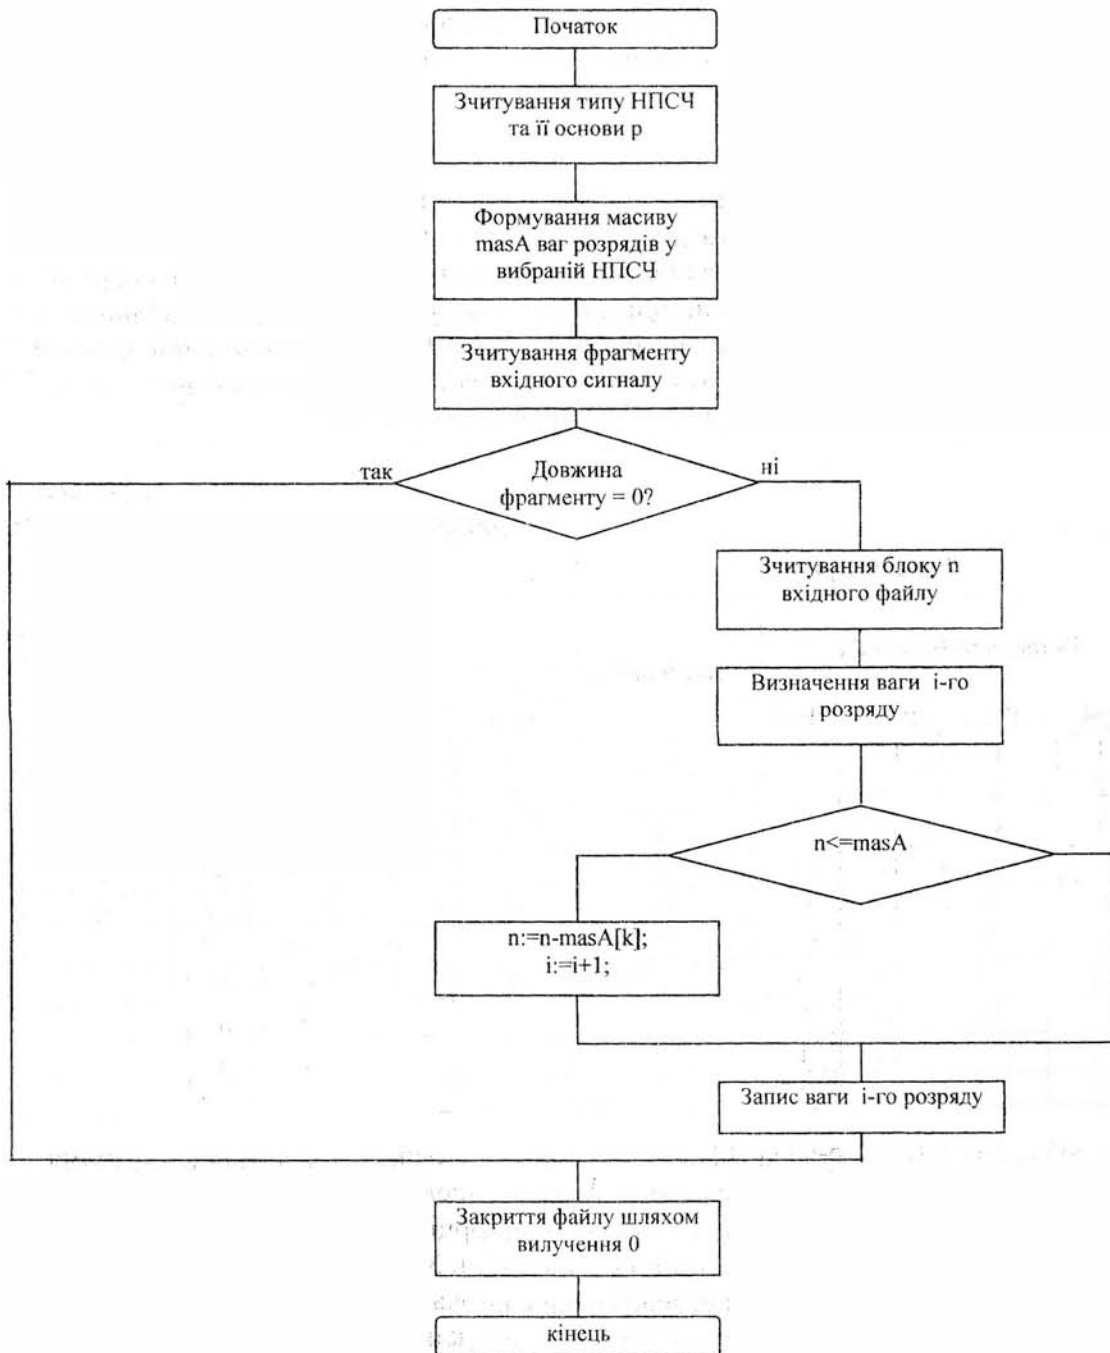 Початок
Зчитування типу НПСЧ
та її основи p
Формування масиву
masA ваг розрядів у
вибраній НПСЧ
Зчитування фрагменту
вхідного сигналу
так
Довжина
фрагменту = 0?
ні
Зчитування блоку n
вхідного файлу
Визначення ваги і-го
розряду
n<=masA
n:=n-masA[k];
i:=i+1;
Запис ваги і-го розряду
Закриття файлу шляхом
вилучення 0
кінець